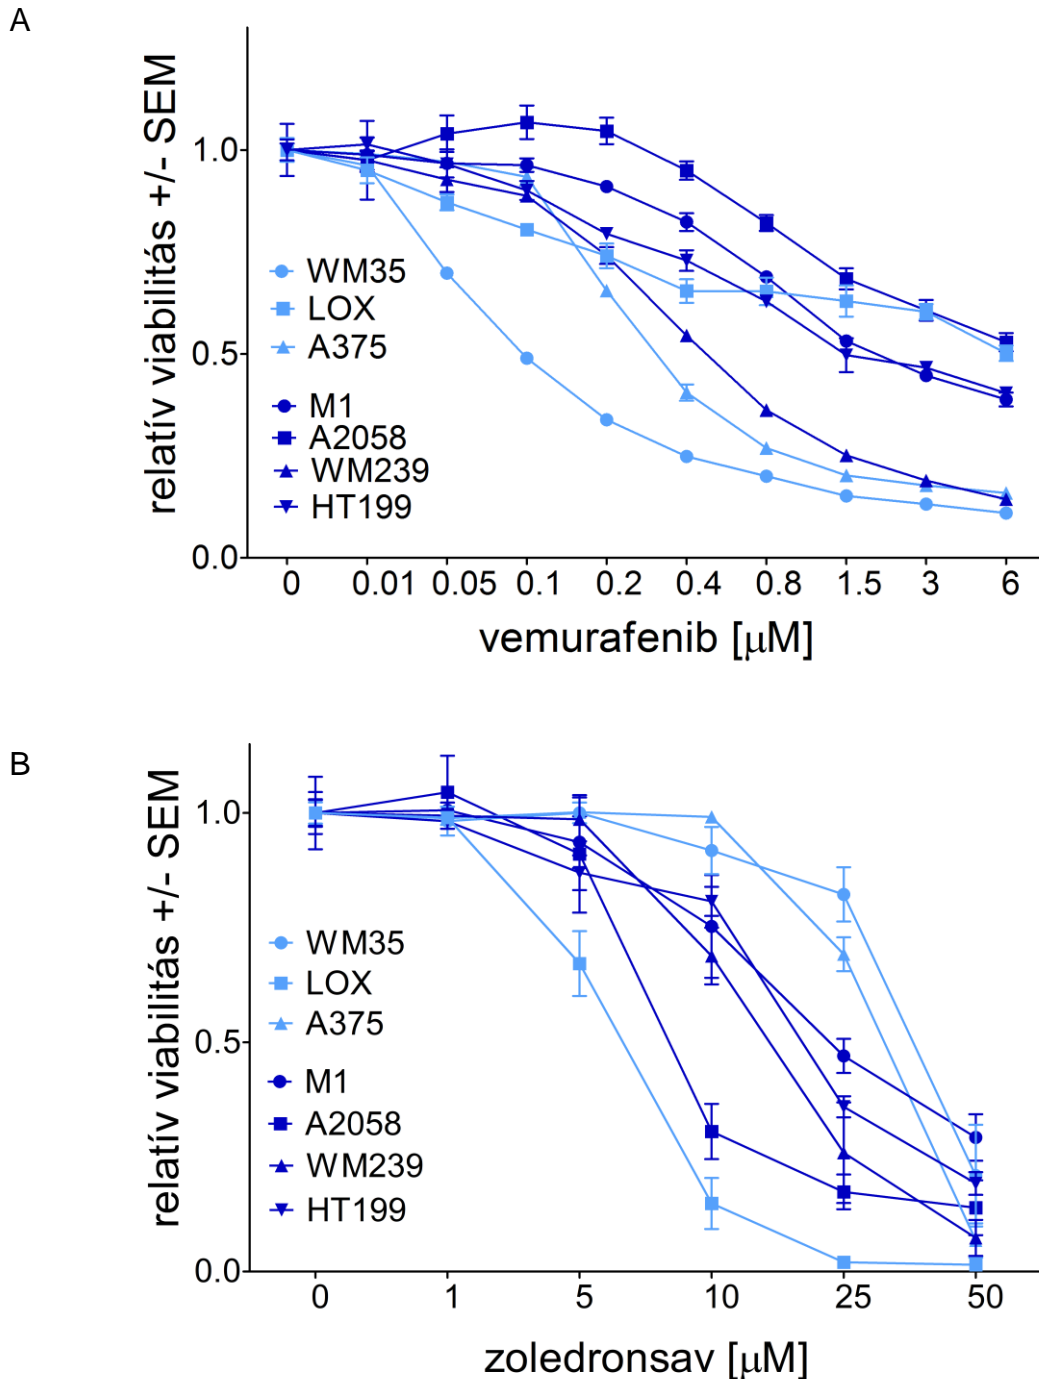 A
relatív viabilitás +/- SEM
1.0
0.5
0.0
WM35
LOX
A375
M1
A2058
WM239
HT199
0 0.01 0.05 0.1 0.2 0.4 0.8 1.5 3 6
vemurafenib [μM]
B
relatív viabilitás +/- SEM
1.0
0.5
0.0
WM35
LOX
A375
M1
A2058
WM239
HT199
0 1 5 10 25 50
zoledronsav [μM]